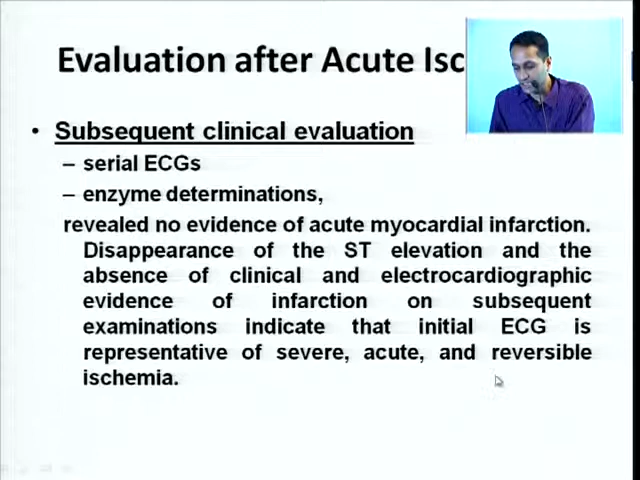 Evaluation after Acute Isc
• Subsequent clinical evaluation
– serial ECGs
– enzyme determinations,
revealed no evidence of acute myocardial infarction.
Disappearance of the ST elevation and the
absence of clinical and electrocardiographic
evidence of infarction on subsequent
examinations indicate that initial ECG is
representative of severe, acute, and reversible
ischemia.